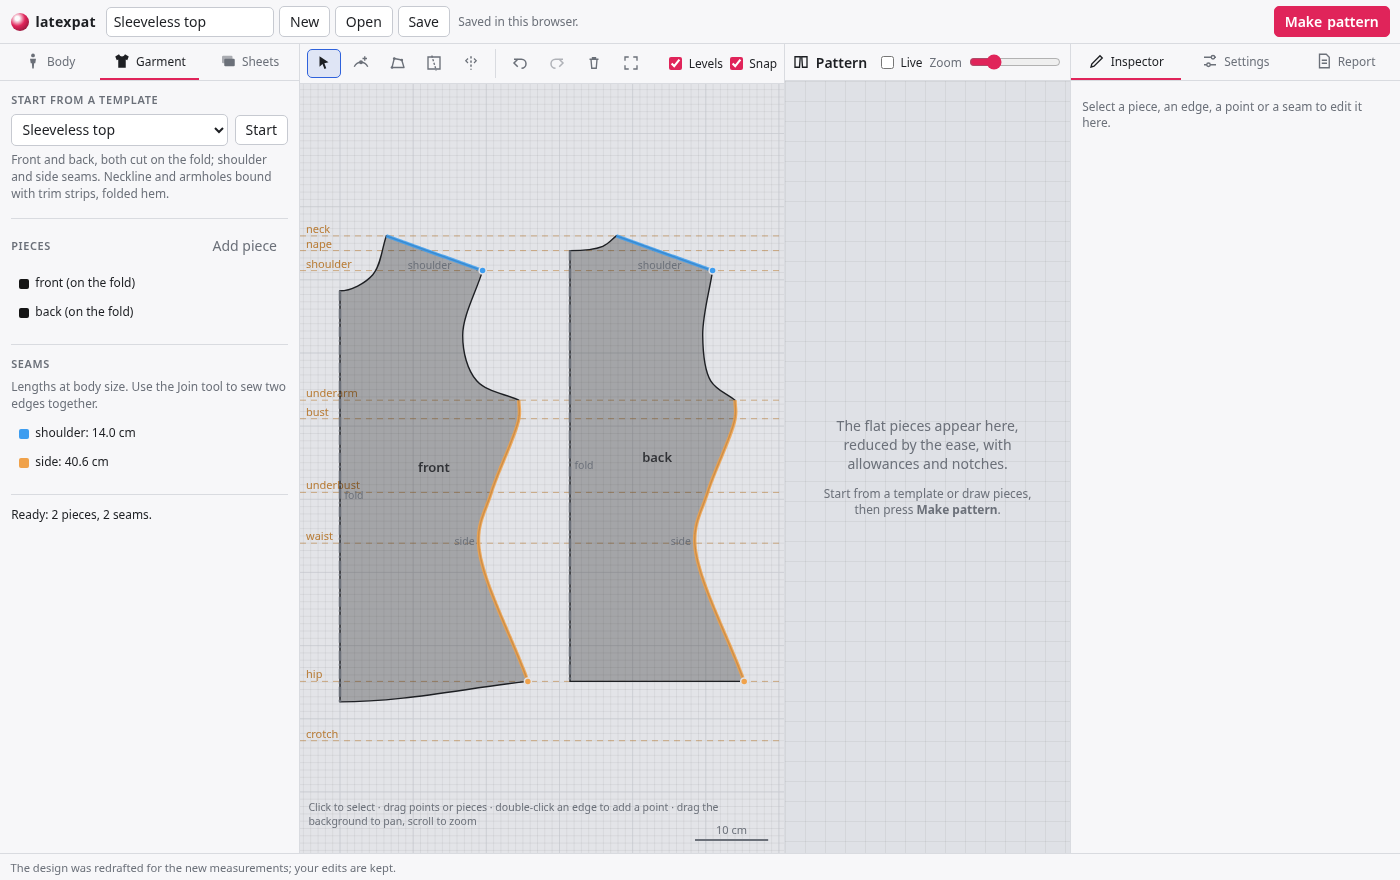 latexpat
Sleeveless top
New
Open
Save
Saved in this browser.
Make pattern
Body
Garment
Sheets
Levels
Snap
Pattern
Live
Zoom
Inspector
Settings
Report
START FROM A TEMPLATE
Sleeveless top
Start
Front and back, both cut on the fold; shoulder
and side seams. Neckline and armholes bound
with trim strips, folded hem.
PIECES
Add piece
front (on the fold)
back (on the fold)
SEAMS
Lengths at body size. Use the Join tool to sew two
edges together.
shoulder: 14.0 cm
side: 40.6 cm
Ready: 2 pieces, 2 seams.
neck
nape
shoulder
underarm
bust
underbust
waist
hip
crotch
shoulder
front
fold
side
shoulder
back
fold
side
Click to select · drag points or pieces · double-click an edge to add a point · drag the
background to pan, scroll to zoom
10 cm
The flat pieces appear here,
reduced by the ease, with
allowances and notches.
Start from a template or draw pieces,
then press Make pattern.
Select a piece, an edge, a point or a seam to edit it
here.
The design was redrafted for the new measurements; your edits are kept.